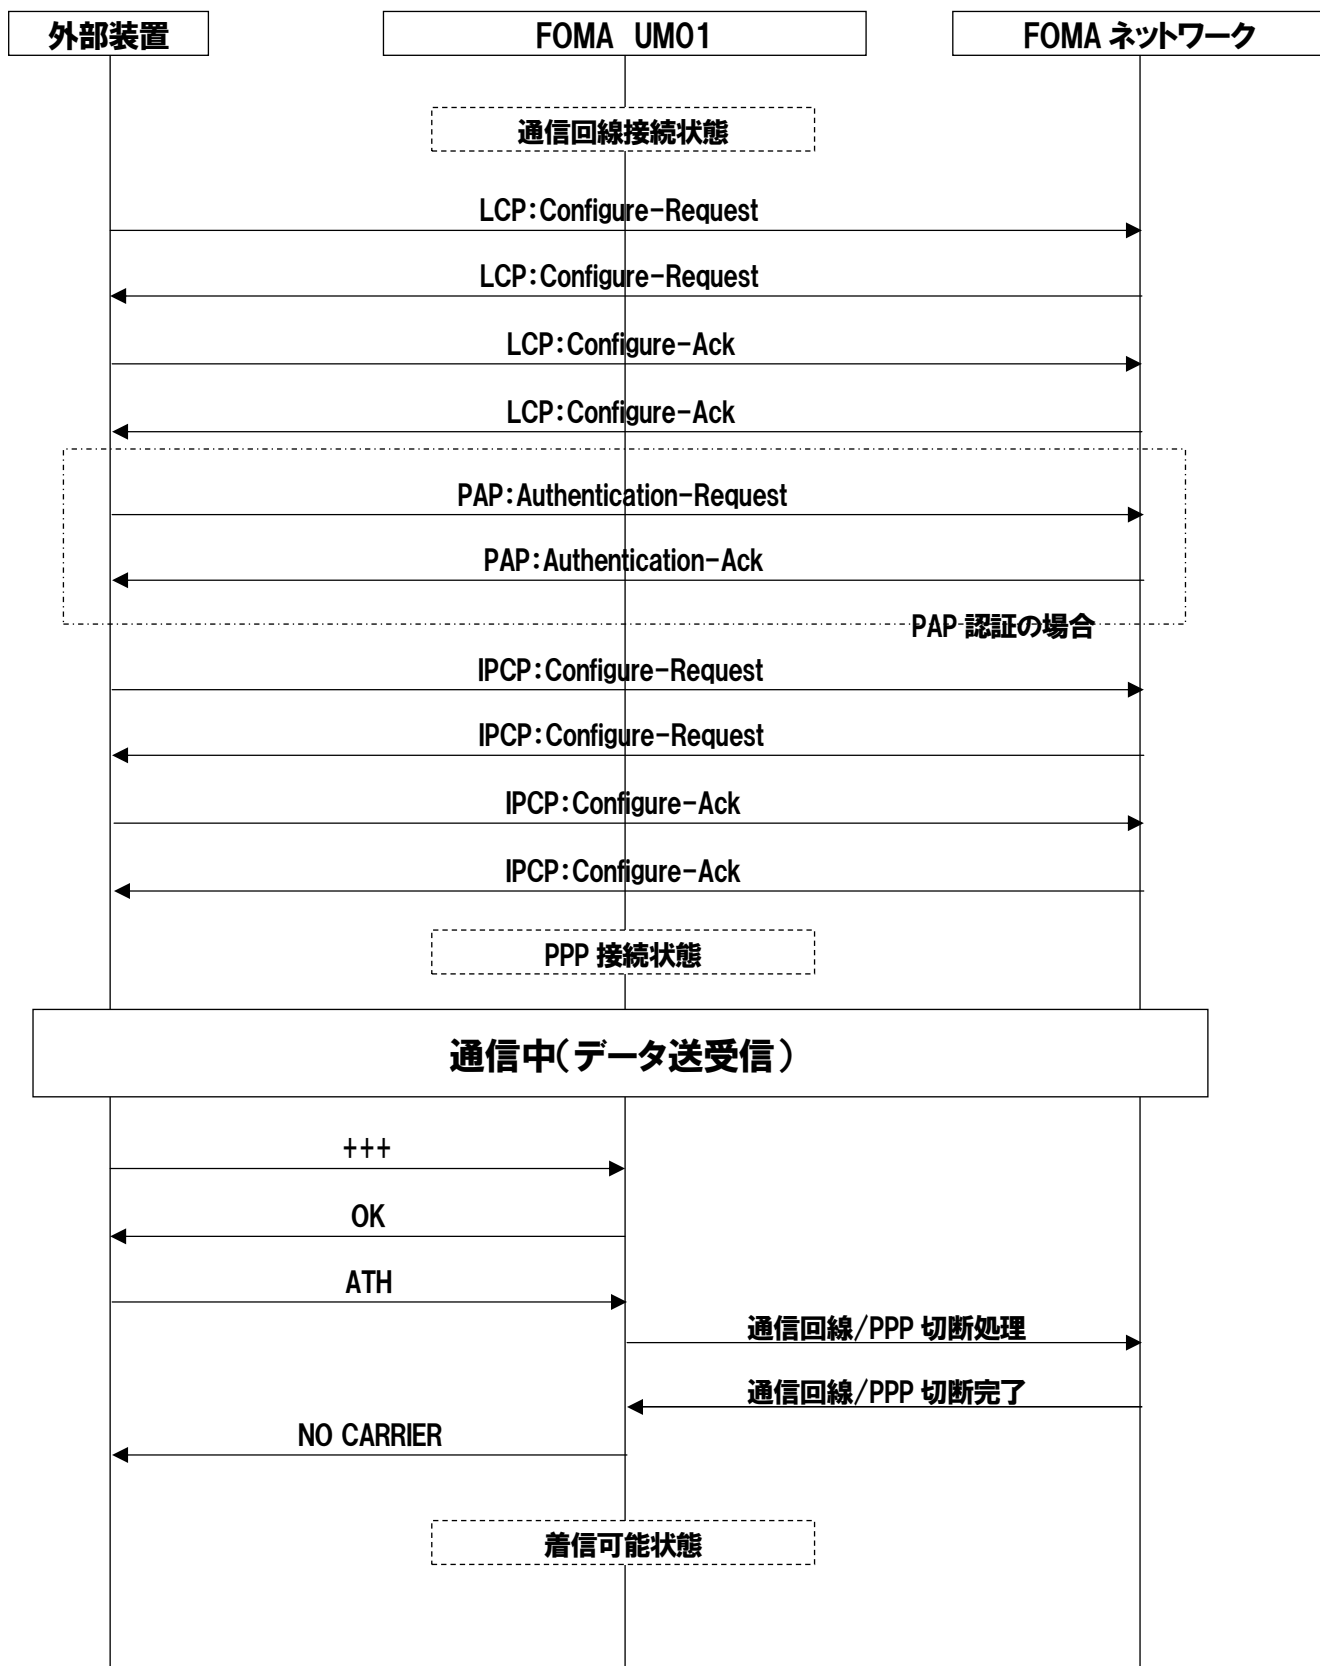 外部装置
FOMA　UM01
FOMA ネットワーク
通信回線接続状態
LCP：Configure-Request
LCP：Configure-Request
LCP：Configure-Ack
LCP：Configure-Ack
PAP：Authentication-Request
PAP：Authentication-Ack
PAP 認証の場合
IPCP：Configure-Request
IPCP：Configure-Request
IPCP：Configure-Ack
IPCP：Configure-Ack
PPP 接続状態
通信中（データ送受信）
+++
OK
ATH
通信回線/PPP 切断処理
通信回線/PPP 切断完了
NO CARRIER
着信可能状態